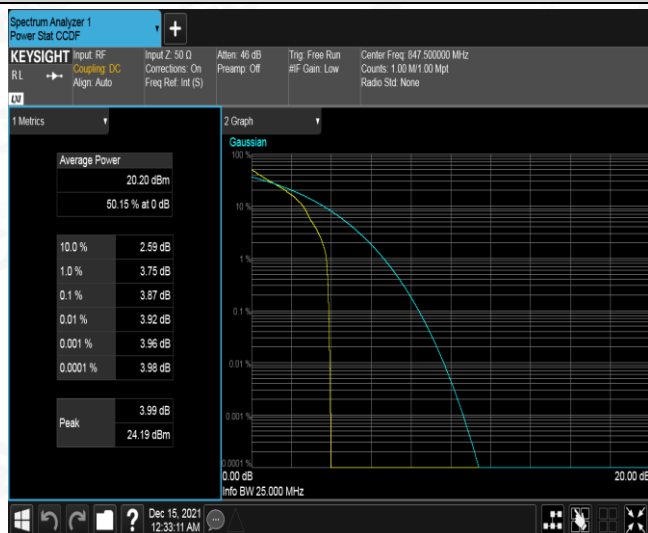 Spectrum Analyzer 1
Power Stat CCDF
KEYSIGHT
RL
LXI
Input: RF
Coupling: DC
Align: Auto
Input Z: 50 Ω
Corrections: On
Freq Ref: Int (S)
Atten: 46 dB
Preamp: Off
Trig: Free Run
#IF Gain: Low
Center Freq: 847.500000 MHz
Counts: 1.00 M/1.00 Mpt
Radio Std: None
1 Metrics
Average Power
20.20 dBm
50.15 % at 0 dB
10.0 % 2.59 dB
1.0 % 3.75 dB
0.1 % 3.87 dB
0.01 % 3.92 dB
0.001 % 3.96 dB
0.0001 % 3.98 dB
Peak
3.99 dB
24.19 dBm
2 Graph
Gaussian
100 %
10 %
1 %
0.1 %
0.01 %
0.001 %
0.0001 %
0.00 dB
20.00 dB
Info BW 25.000 MHz
?
Dec 15, 2021
12:33:11 AM